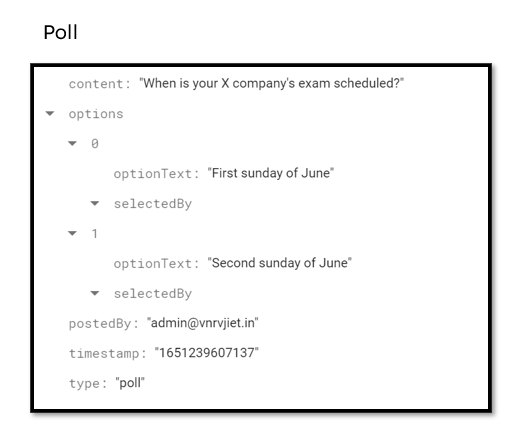 Poll
content: "When is your X company's exam scheduled?"
options
0
optionText: "First sunday of June"
selectedBy
1
optionText: "Second sunday of June"
selectedBy
postedBy: "admin@vnrvjiet.in"
timestamp: "1651239607137"
type: "poll"